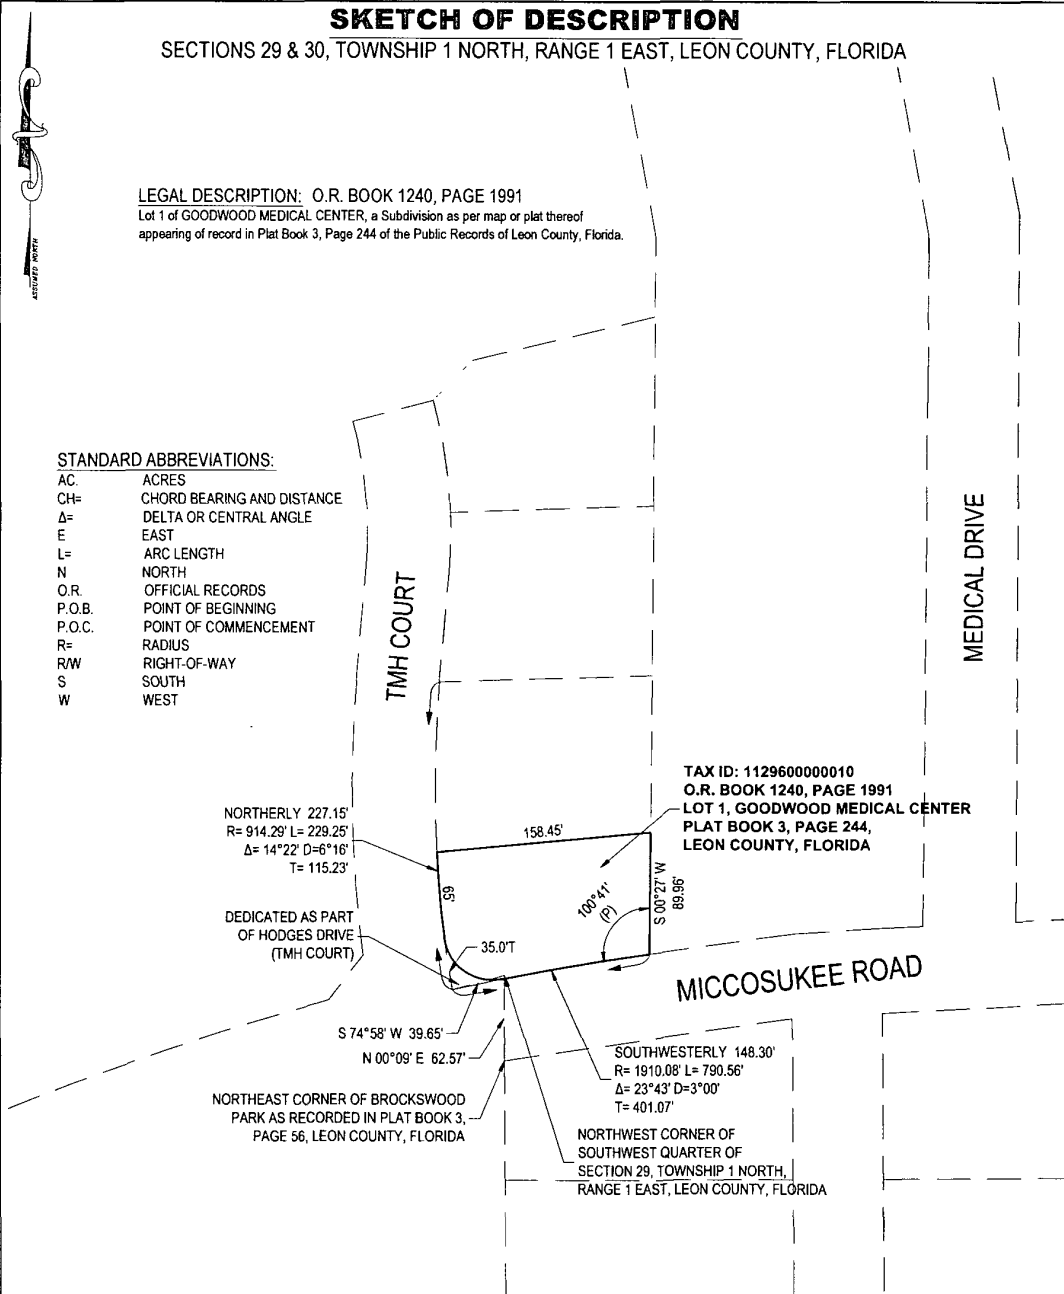 SKETCH OF DESCRIPTION
SECTIONS 29 & 30, TOWNSHIP 1 NORTH, RANGE 1 EAST, LEON COUNTY, FLORIDA
ASSUMED NORTH
LEGAL DESCRIPTION: O.R. BOOK 1240, PAGE 1991
Lot 1 of GOODWOOD MEDICAL CENTER, a Subdivision as per map or plat thereof
appearing of record in Plat Book 3, Page 244 of the Public Records of Leon County, Florida.
STANDARD ABBREVIATIONS:
AC. ACRES
CH= CHORD BEARING AND DISTANCE
Δ= DELTA OR CENTRAL ANGLE
E EAST
L= ARC LENGTH
N NORTH
O.R. OFFICIAL RECORDS
P.O.B. POINT OF BEGINNING
P.O.C. POINT OF COMMENCEMENT
R= RADIUS
R/W RIGHT-OF-WAY
S SOUTH
W WEST
TMH COURT
MEDICAL DRIVE
TAX ID: 1129600000010
O.R. BOOK 1240, PAGE 1991
LOT 1, GOODWOOD MEDICAL CENTER
PLAT BOOK 3, PAGE 244,
LEON COUNTY, FLORIDA
NORTHERLY 227.15'
R= 914.29' L= 229.25'
Δ= 14°22' D=6°16'
T= 115.23'
158.45'
65'
100°41'
(P)
S 00°27' W
89.96'
DEDICATED AS PART
OF HODGES DRIVE
(TMH COURT)
35.0'T
MICCOSUKEE ROAD
S 74°58' W 39.65'
N 00°09' E 62.57'
SOUTHWESTERLY 148.30'
R= 1910.08' L= 790.56'
Δ= 23°43' D=3°00'
T= 401.07'
NORTHEAST CORNER OF BROCKSWOOD
PARK AS RECORDED IN PLAT BOOK 3,
PAGE 56, LEON COUNTY, FLORIDA
NORTHWEST CORNER OF
SOUTHWEST QUARTER OF
SECTION 29, TOWNSHIP 1 NORTH,
RANGE 1 EAST, LEON COUNTY, FLORIDA